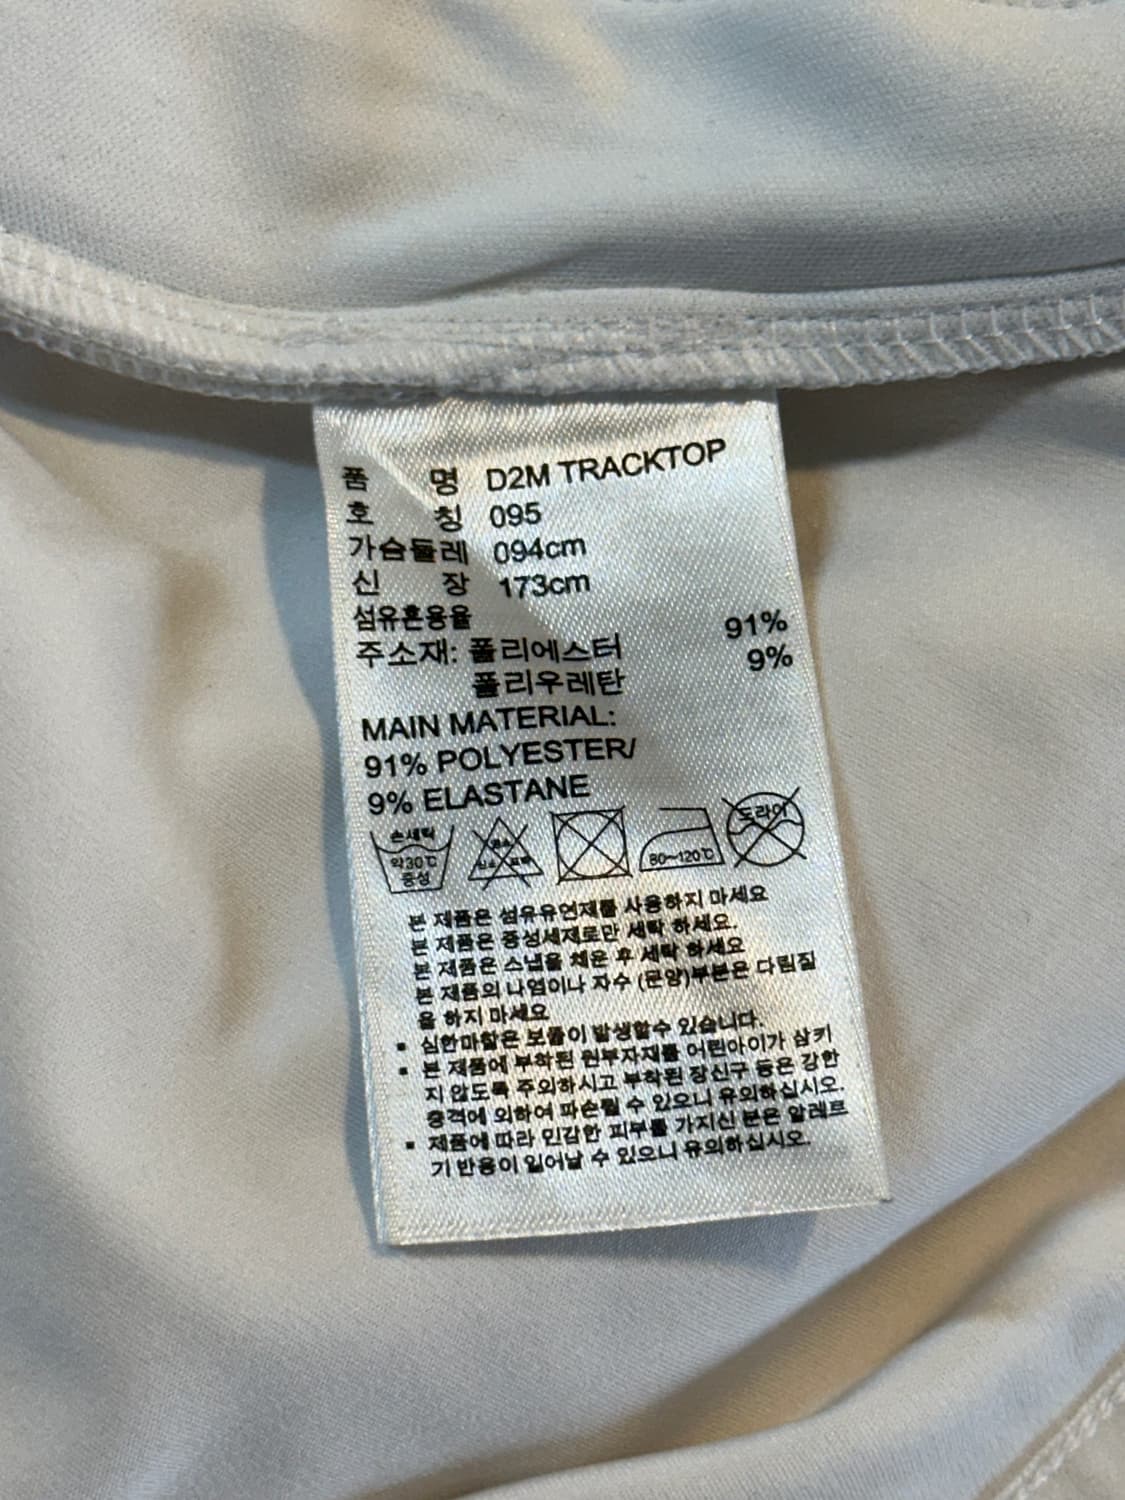 품 명 D2M TRACKTOP
호 칭 095
가슴둘레 094cm
신 장 173cm
섬유혼용율
주소재: 폴리에스터 91%
폴리우레탄 9%
MAIN MATERIAL:
91% POLYESTER/
9% ELASTANE
손세탁
약30℃
중성
염소
산소 표백
80~120℃
드라이
본 제품은 섬유유연제를 사용하지 마세요
본 제품은 중성세제로만 세탁 하세요.
본 제품은 스냅을 채운 후 세탁 하세요
본 제품의 나염이나 자수 (문양)부분은 다림질
을 하지 마세요
▪ 심한마찰은 보풀이 발생할수 있습니다.
▪ 본 제품에 부착된 원부자재를 어린아이가 삼키
지 않도록 주의하시고 부착된 장신구 등은 강한
충격에 의하여 파손될 수 있으니 유의하십시오.
▪ 제품에 따라 민감한 피부를 가지신 분은 알레르
기 반응이 일어날 수 있으니 유의하십시오.